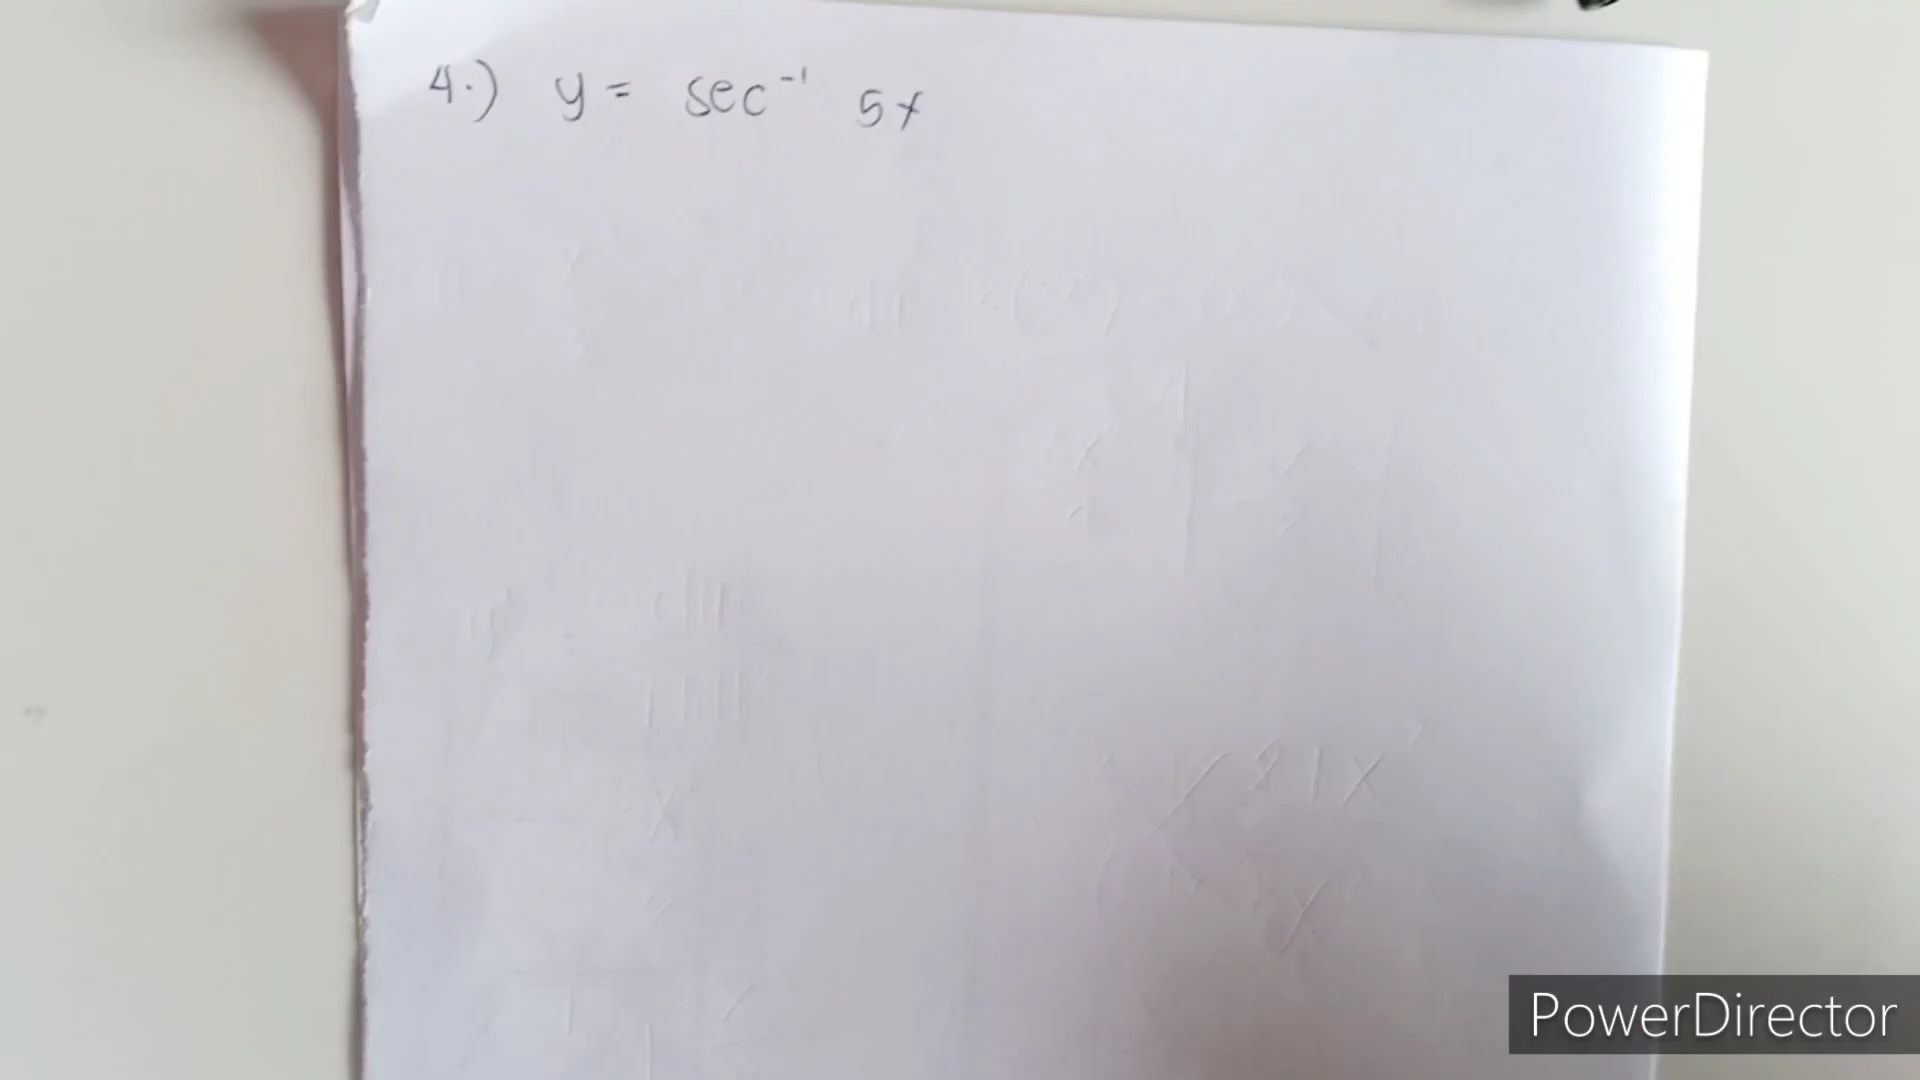 4.) y = sec⁻¹ 5x
PowerDirector